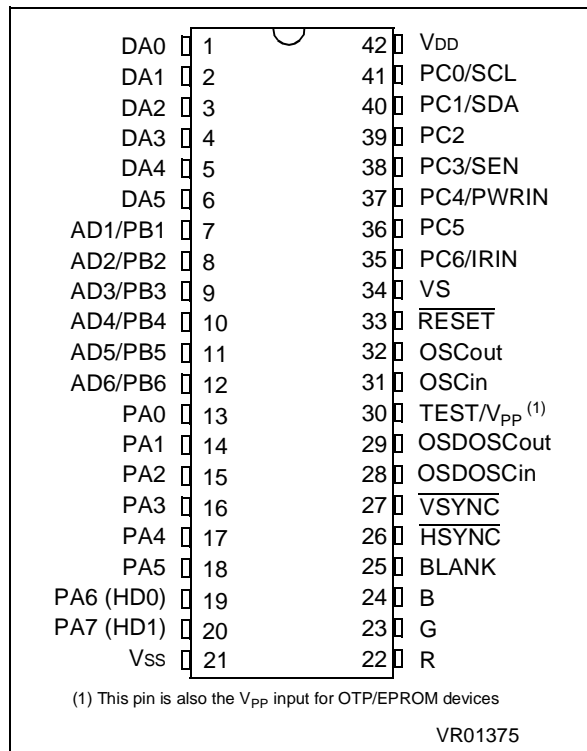 DA0 1 42 VDD
DA1 2 41 PC0/SCL
DA2 3 40 PC1/SDA
DA3 4 39 PC2
DA4 5 38 PC3/SEN
DA5 6 37 PC4/PWRIN
AD1/PB1 7 36 PC5
AD2/PB2 8 35 PC6/IRIN
AD3/PB3 9 34 VS
AD4/PB4 10 33 RESET
AD5/PB5 11 32 OSCout
AD6/PB6 12 31 OSCin
PA0 13 30 TEST/VPP (1)
PA1 14 29 OSDOSCout
PA2 15 28 OSDOSCin
PA3 16 27 VSYNC
PA4 17 26 HSYNC
PA5 18 25 BLANK
PA6 (HD0) 19 24 B
PA7 (HD1) 20 23 G
VSS 21 22 R
(1) This pin is also the VPP input for OTP/EPROM devices
VR01375